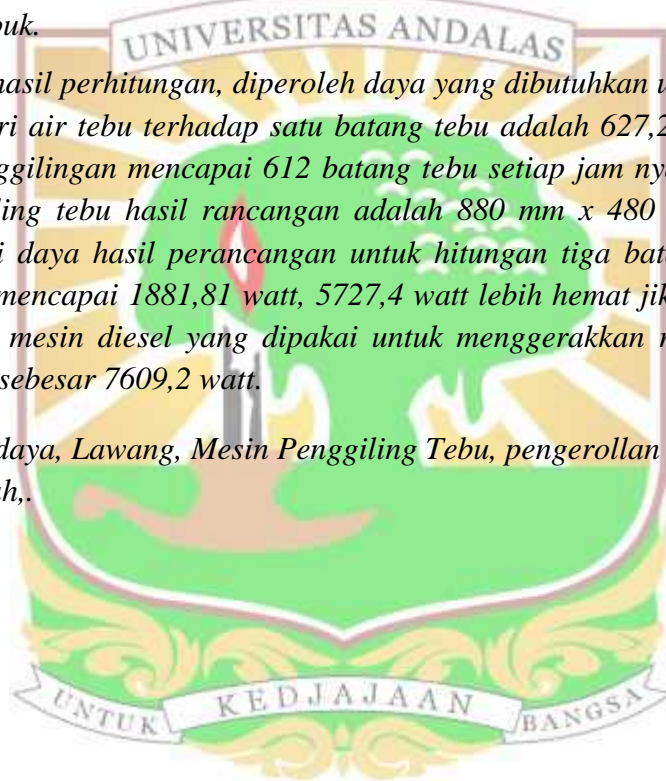 puk.
UNIVERSITAS ANDALAS
hasil perhitungan, diperoleh daya yang dibutuhkan u
ri air tebu terhadap satu batang tebu adalah 627,2
ggilingan mencapai 612 batang tebu setiap jam ny
ling tebu hasil rancangan adalah 880 mm x 480
i daya hasil perancangan untuk hitungan tiga bat
mencapai 1881,81 watt, 5727,4 watt lebih hemat jik
mesin diesel yang dipakai untuk menggerakkan
sebesar 7609,2 watt.
daya, Lawang, Mesin Penggiling Tebu, pengerollan
h,.
UNTUK KEDJAJAAN BANGSA